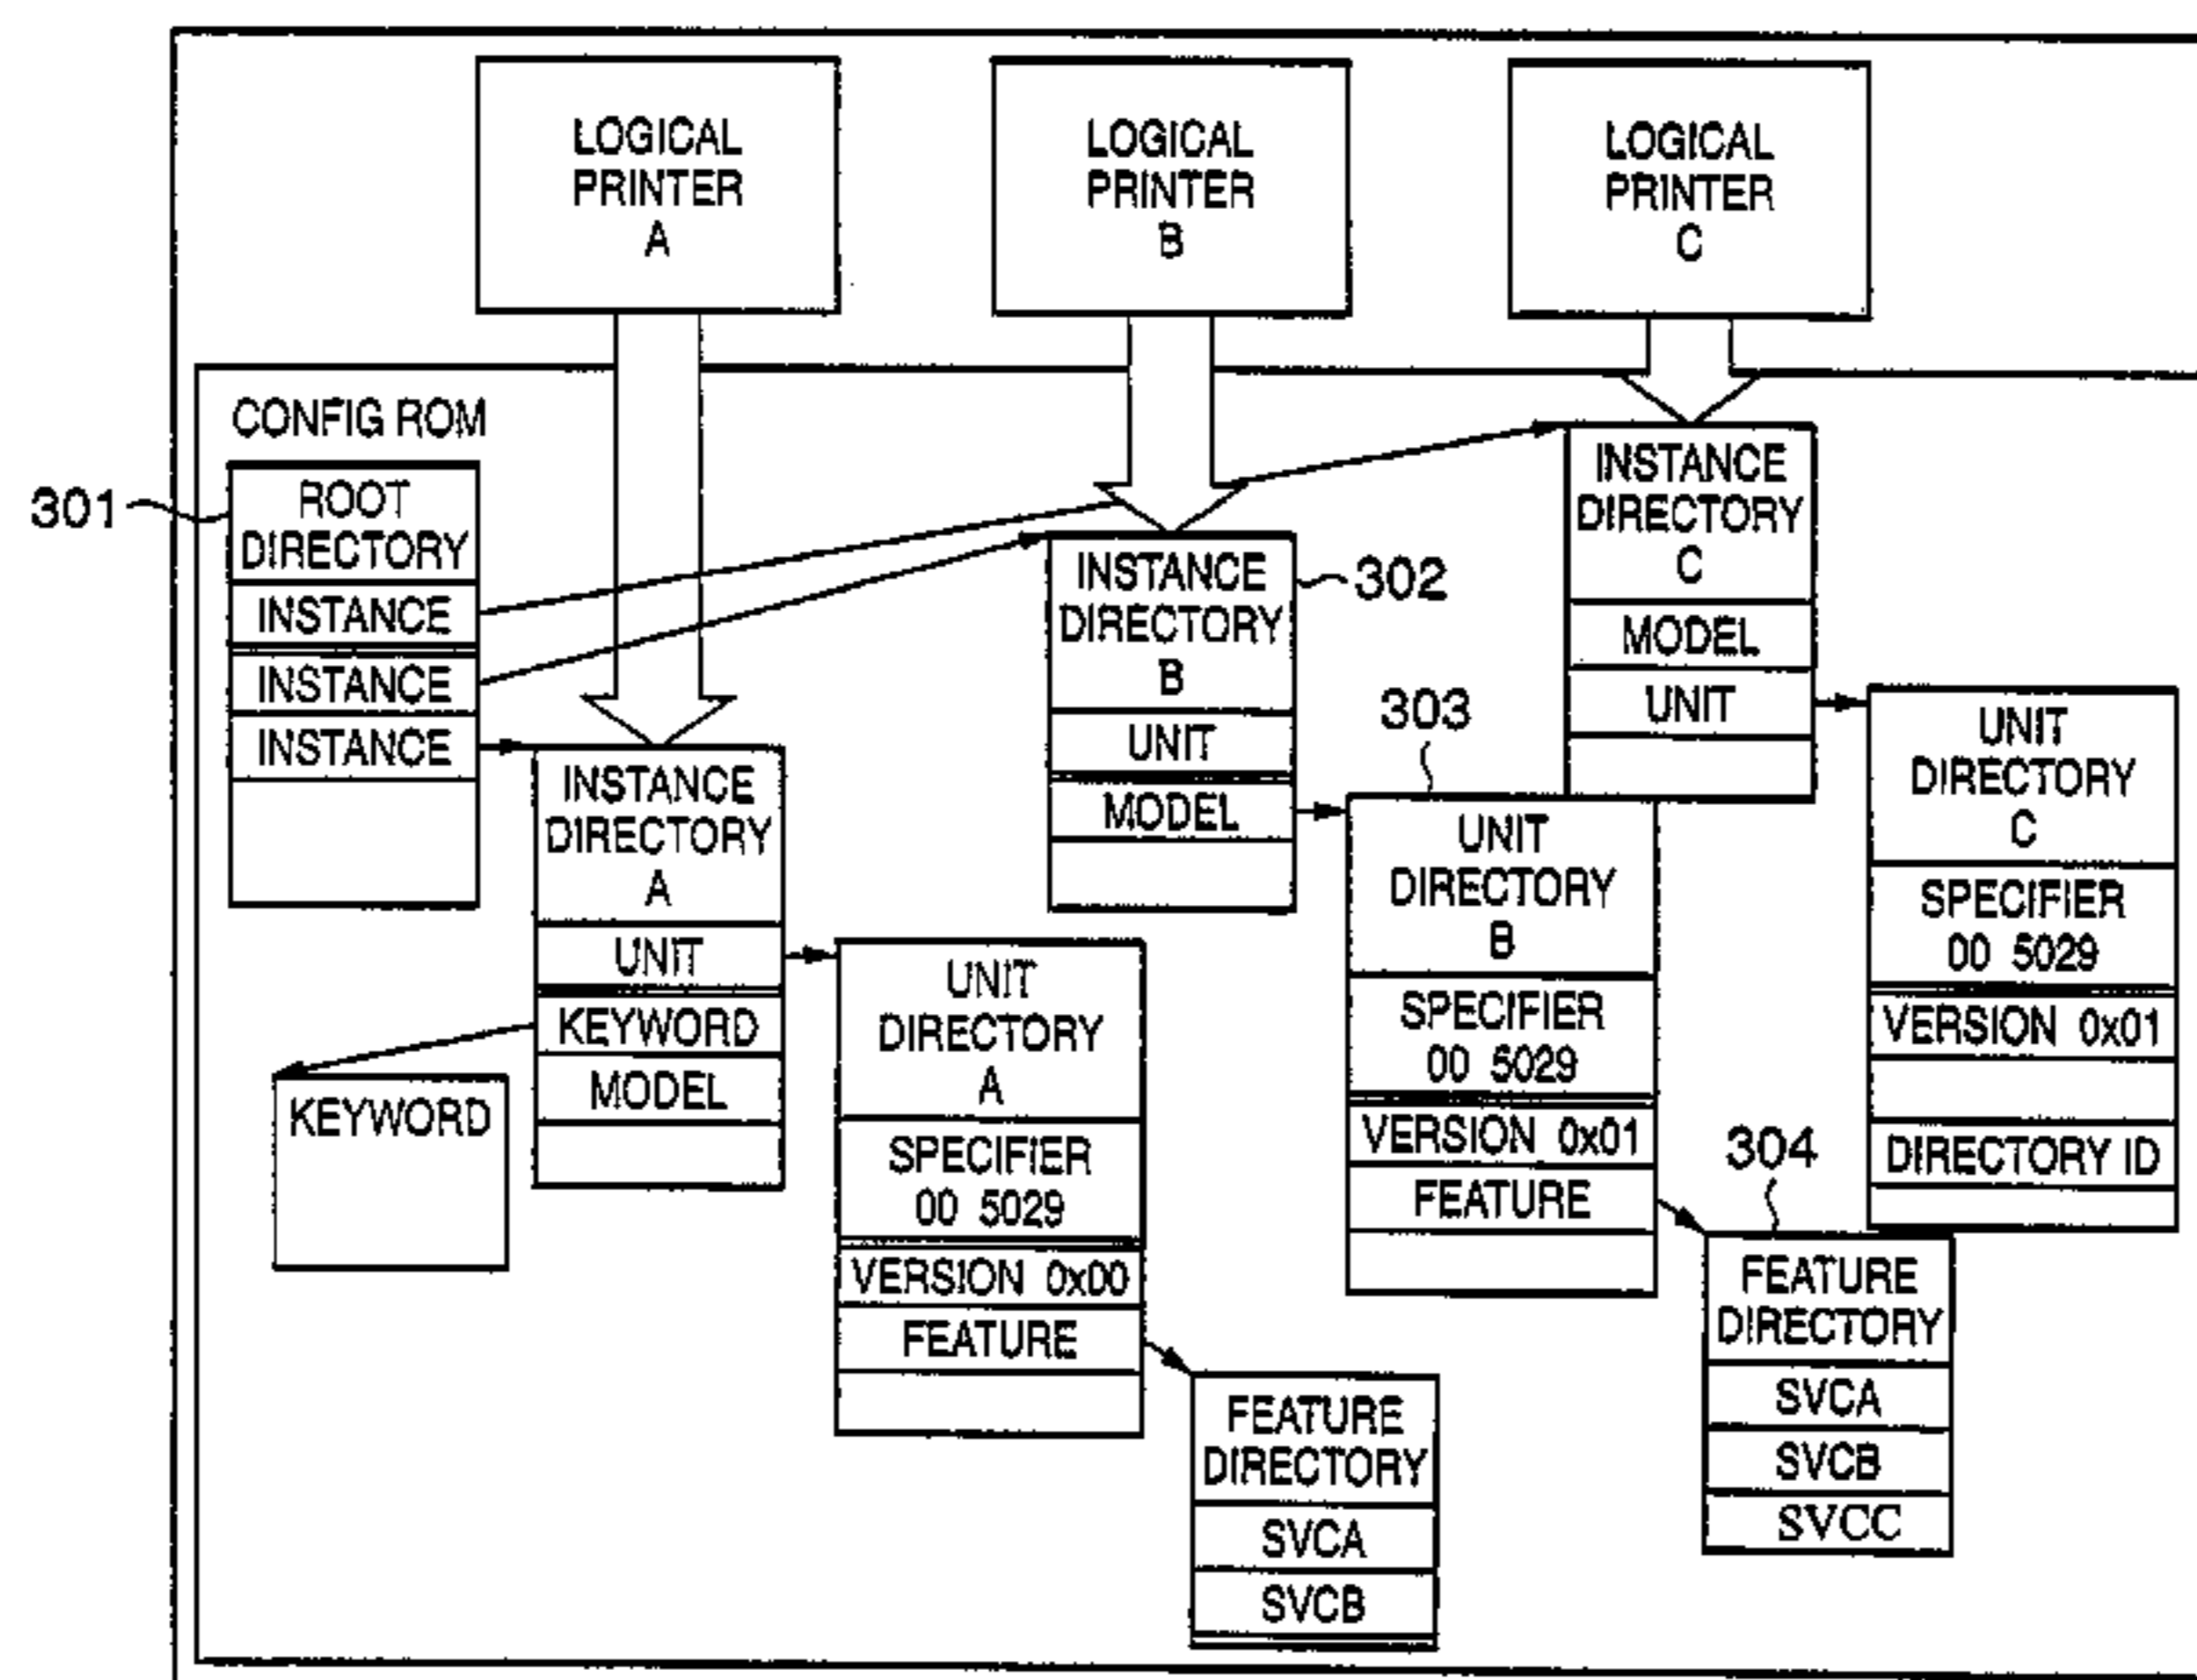 LOGICAL
PRINTER
A
LOGICAL
PRINTER
B
LOGICAL
PRINTER
C
CONFIG ROM
301
ROOT
DIRECTORY
INSTANCE
INSTANCE
INSTANCE
INSTANCE
DIRECTORY
A
UNIT
KEYWORD
MODEL
KEYWORD
UNIT
DIRECTORY
A
SPECIFIER
00 5029
VERSION 0x00
FEATURE
FEATURE
DIRECTORY
SVCA
SVCB
302
INSTANCE
DIRECTORY
B
UNIT
MODEL
303
UNIT
DIRECTORY
B
SPECIFIER
00 5029
VERSION 0x01
FEATURE
304
FEATURE
DIRECTORY
SVCA
SVCB
SVCC
INSTANCE
DIRECTORY
C
MODEL
UNIT
UNIT
DIRECTORY
C
SPECIFIER
00 5029
VERSION 0x01
DIRECTORY ID